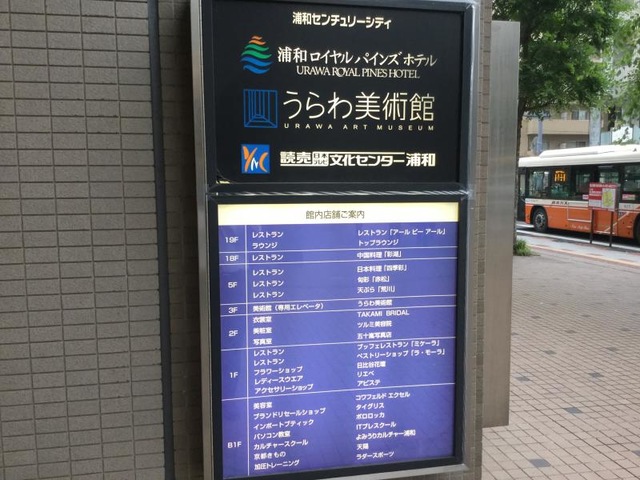 浦和センチュリーシティ
浦和ロイヤルパインズホテル
URAWA ROYAL PINES HOTEL
うらわ美術館
URAWA ART MUSEUM
YMC 読売日本テレビ文化センター浦和
館内店舗ご案内
19F レストラン レストラン「アール ピー アール」
ラウンジ トップラウンジ
18F レストラン 中国料理「彩湖」
5F レストラン 日本料理「四季彩」
レストラン 旬彩「赤松」
レストラン 天ぷら「荒川」
3F 美術館(専用エレベータ) うらわ美術館
2F 衣裳室 TAKAMI BRIDAL
美粧室 ツルミ美容院
写真室 五十嵐写真店
1F レストラン ブッフェレストラン「ミケーラ」
レストラン ペストリーショップ「ラ・モーラ」
フラワーショップ 日比谷花壇
レディースウエア リエベ
アクセサリーショップ アビステ
B1F 美容室 コワフュルド エクセル
ブランドリセールショップ タイグリス
インポートブティック ポロロッカ
パソコン教室 ITプレスクール
カルチャースクール よみうりカルチャー浦和
京都きもの 天陽
加圧トレーニング ラダースポーツ